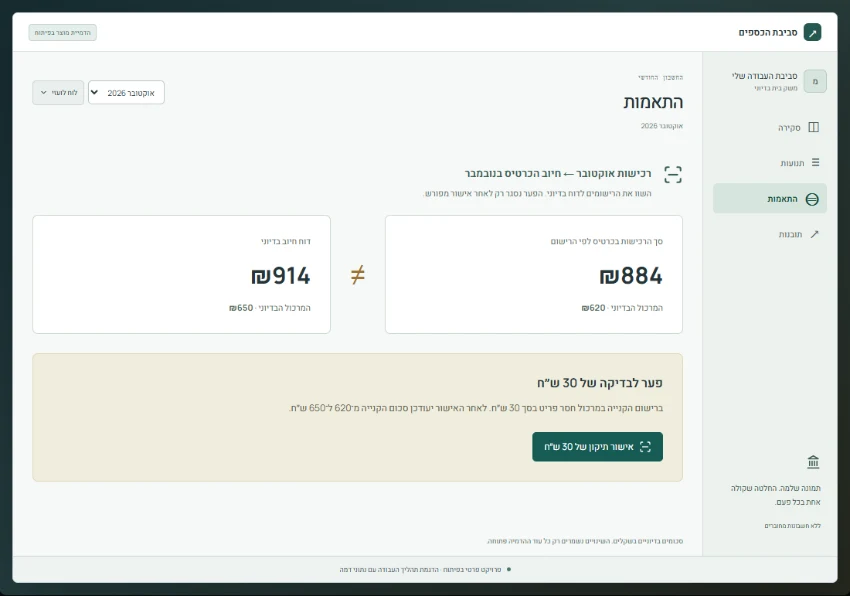 סביבת הכספים
הדמיית מוצר בפיתוח
סביבת העבודה שלי
משק בית בדיוני
מ
סקירה
תנועות
התאמות
תובנות
תמונה שלמה. החלטה שקולה
אחת בכל פעם.
ללא חשבונות מחוברים
החשבון · החודשי
התאמות
אוקטובר 2026
אוקטובר 2026
לוח לועזי
רכישות אוקטובר ← חיוב הכרטיס בנובמבר
השוו את הרישומים לדוח בדיוני. הפער נסגר רק לאחר אישור מפורש.
סך הרכישות בכרטיס לפי הרישום
₪884
המרכול הבדיוני · ₪620
≠
דוח חיוב בדיוני
₪914
המרכול הבדיוני · ₪650
פער לבדיקה של 30 ש״ח
ברישום הקנייה במרכול חסר פריט בסך 30 ש״ח. לאחר האישור יעודכן סכום הקנייה מ־620 ל־650 ש״ח.
אישור תיקון של 30 ש״ח
סכומים בדיוניים בשקלים. השינויים נשמרים רק כל עוד ההדמיה פתוחה.
פרויקט פרטי בפיתוח · הדגמת תהליך העבודה עם נתוני דמה